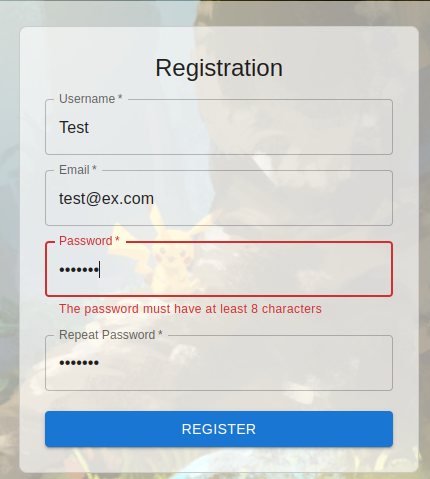 Registration
Username *
Test
Email *
test@ex.com
Password *
•••••••
The password must have at least 8 characters
Repeat Password *
•••••••
REGISTER